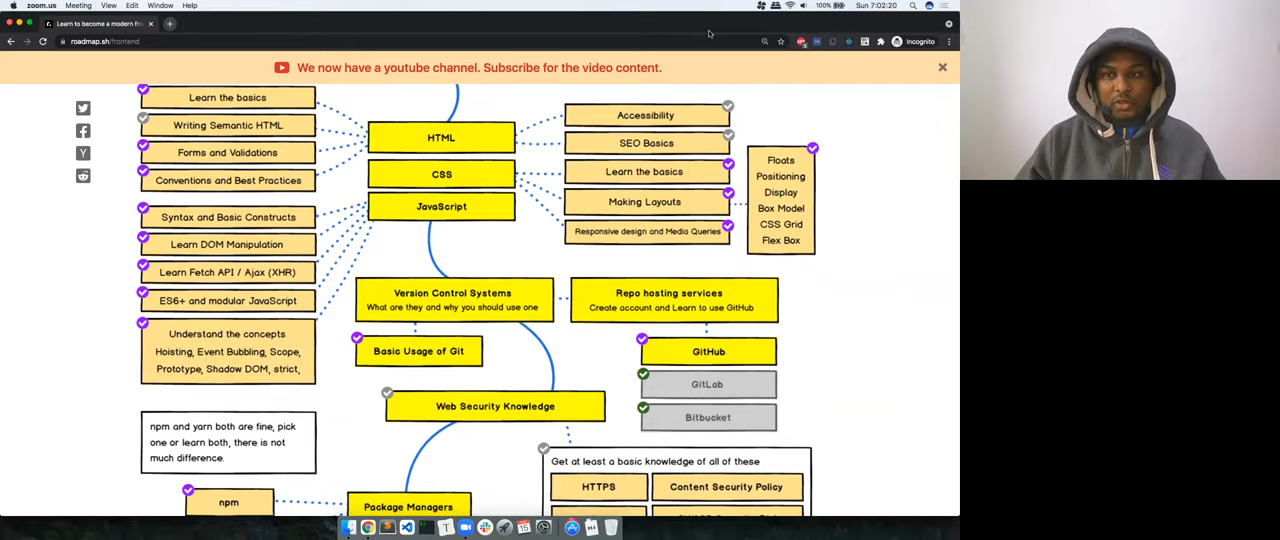 zoom.us Meeting View Edit Window Help
100% Sun 7:02:20
Learn to become a modern fro
roadmap.sh/frontend
Incognito
We now have a youtube channel. Subscribe for the video content.
Learn the basics
Writing Semantic HTML
Forms and Validations
Conventions and Best Practices
HTML
CSS
JavaScript
Accessibility
SEO Basics
Learn the basics
Making Layouts
Responsive design and Media Queries
Floats
Positioning
Display
Box Model
CSS Grid
Flex Box
Syntax and Basic Constructs
Learn DOM Manipulation
Learn Fetch API / Ajax (XHR)
ES6+ and modular JavaScript
Understand the concepts
Hoisting, Event Bubbling, Scope,
Prototype, Shadow DOM, strict,
Version Control Systems
What are they and why you should use one
Repo hosting services
Create account and Learn to use GitHub
Basic Usage of Git
GitHub
GitLab
Bitbucket
Web Security Knowledge
npm and yarn both are fine, pick
one or learn both, there is not
much difference.
Get at least a basic knowledge of all of these
HTTPS
Content Security Policy
npm
Package Managers